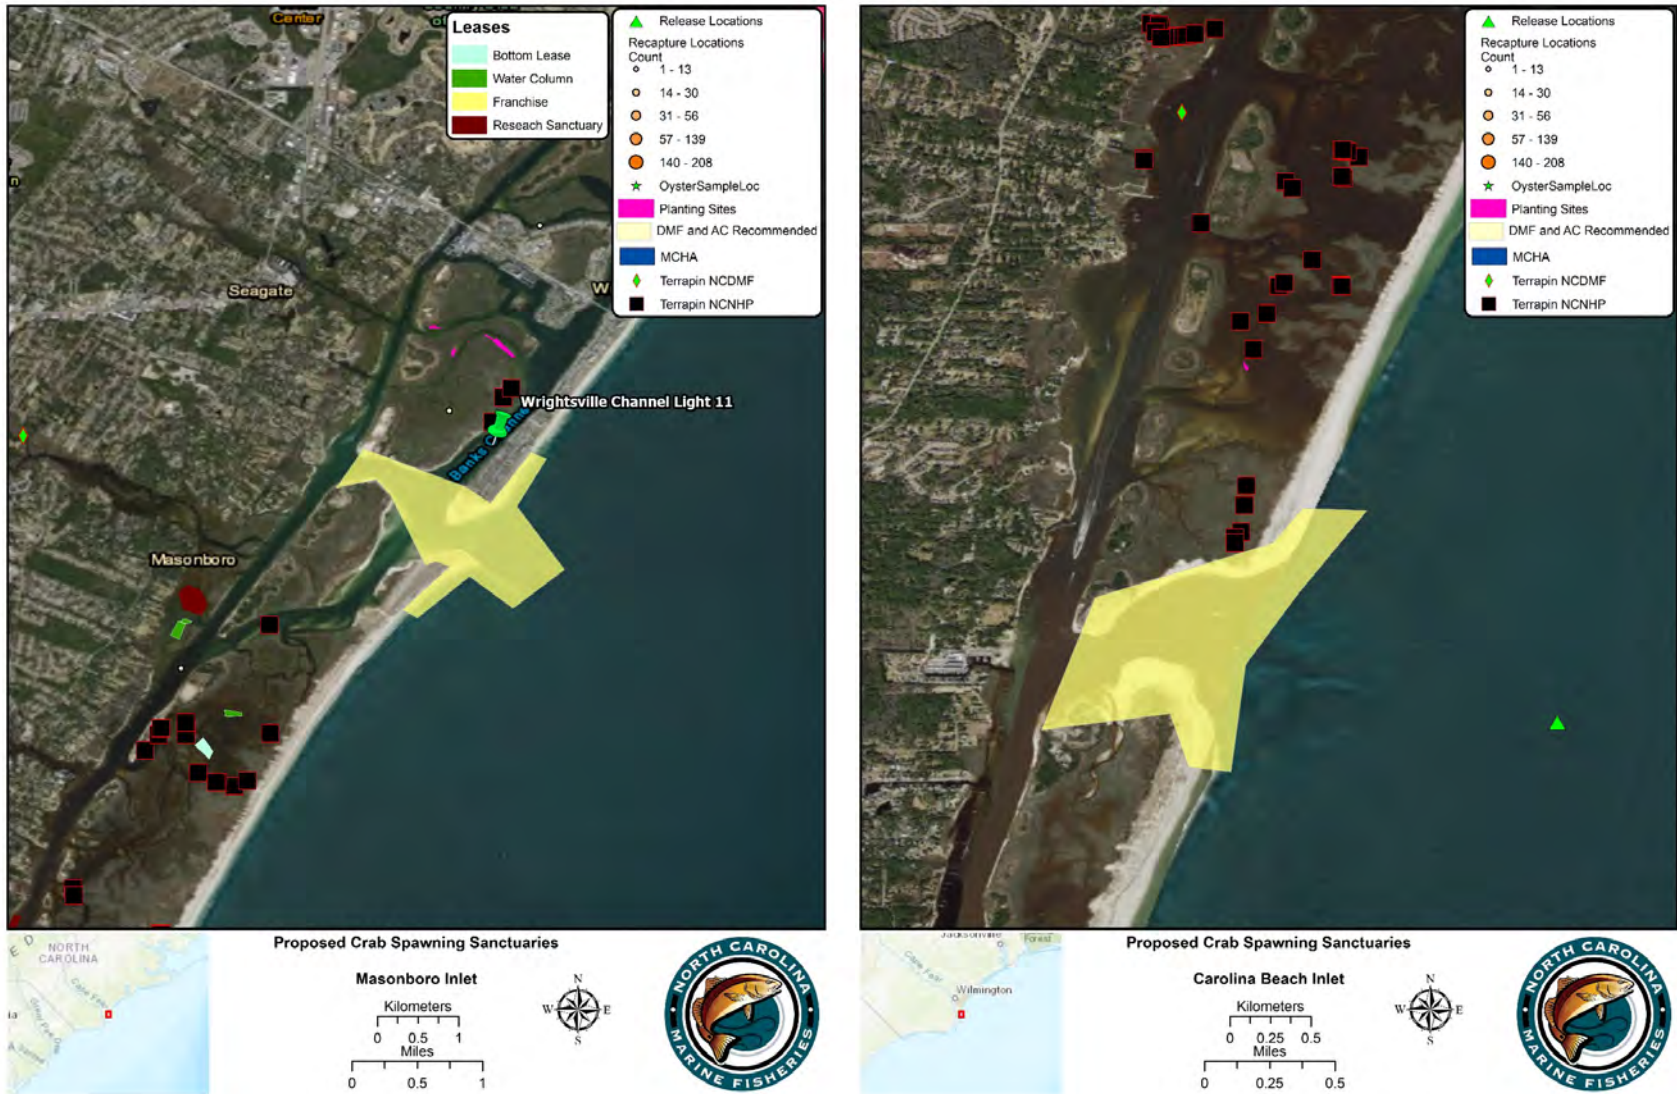 Center
of
n
Seagate
W
Wrightsville Channel Light 11
Banks
Masonboro
Leases
Bottom Lease
Water Column
Franchise
Reseach Sanctuary
Release Locations
Recapture Locations
Count
1 - 13
14 - 30
31 - 56
57 - 139
140 - 208
OysterSampleLoc
Planting Sites
DMF and AC Recommended
MCHA
Terrapin NCDMF
Terrapin NCNHP
NORTH
CAROLINA
Cape Fear
Proposed Crab Spawning Sanctuaries
Masonboro Inlet
Kilometers
0 0.5 1
Miles
0 0.5 1
N
W E
S
NORTH CAROLINA
MARINE FISHERIES
Release Locations
Recapture Locations
Count
1 - 13
14 - 30
31 - 56
57 - 139
140 - 208
OysterSampleLoc
Planting Sites
DMF and AC Recommended
MCHA
Terrapin NCDMF
Terrapin NCNHP
Jacksonville
Forest
Cape Fear
Wilmington
Proposed Crab Spawning Sanctuaries
Carolina Beach Inlet
Kilometers
0 0.25 0.5
Miles
0 0.25 0.5
N
W E
S
NORTH CAROLINA
MARINE FISHERIES